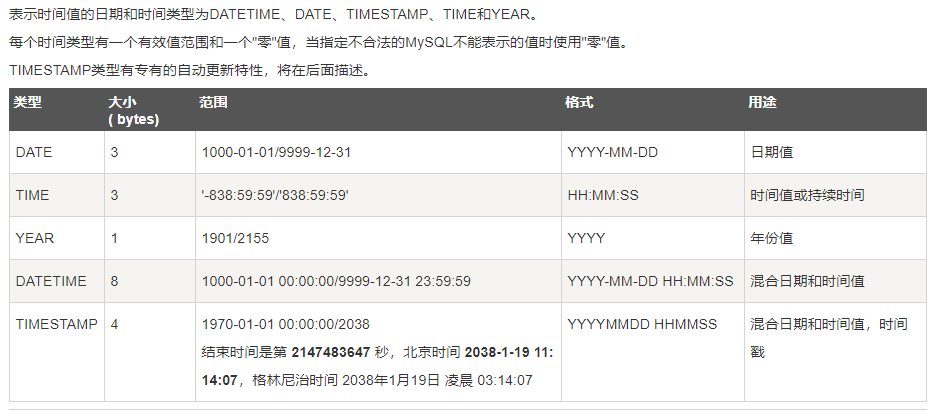 表示时间值的日期和时间类型为DATETIME、DATE、TIMESTAMP、TIME和YEAR。
每个时间类型有一个有效值范围和一个"零"值，当指定不合法的MySQL不能表示的值时使用"零"值。
TIMESTAMP类型有专有的自动更新特性，将在后面描述。
类型 大小 范围 格式 用途
( bytes)
DATE 3 1000-01-01/9999-12-31 YYYY-MM-DD 日期值
TIME 3 '-838:59:59'/'838:59:59' HH:MM:SS 时间值或持续时间
YEAR 1 1901/2155 YYYY 年份值
DATETIME 8 1000-01-01 00:00:00/9999-12-31 23:59:59 YYYY-MM-DD HH:MM:SS 混合日期和时间值
TIMESTAMP 4 1970-01-01 00:00:00/2038 YYYYMMDD HHMMSS 混合日期和时间值，时间
结束时间是第 2147483647 秒，北京时间 2038-1-19 11: 戳
14:07，格林尼治时间 2038年1月19日 凌晨 03:14:07